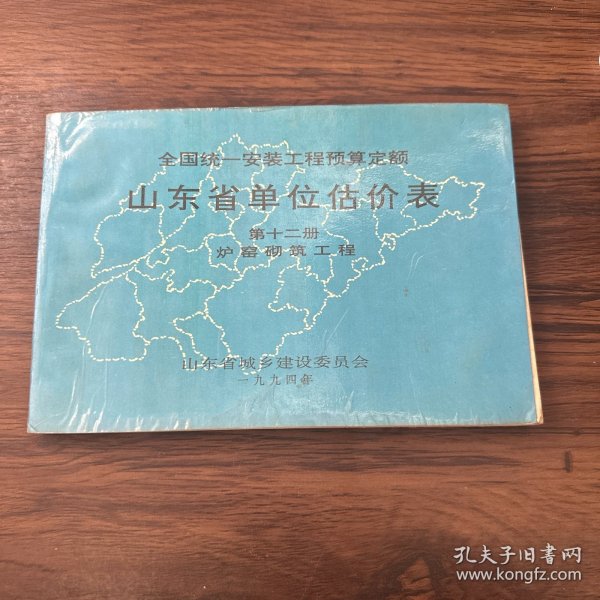 全国统一安装工程预算定额
山东省单位估价表
第十二册
炉窑砌筑工程
山东省城乡建设委员会
一九九四年
孔夫子旧书网
www.kongfz.com